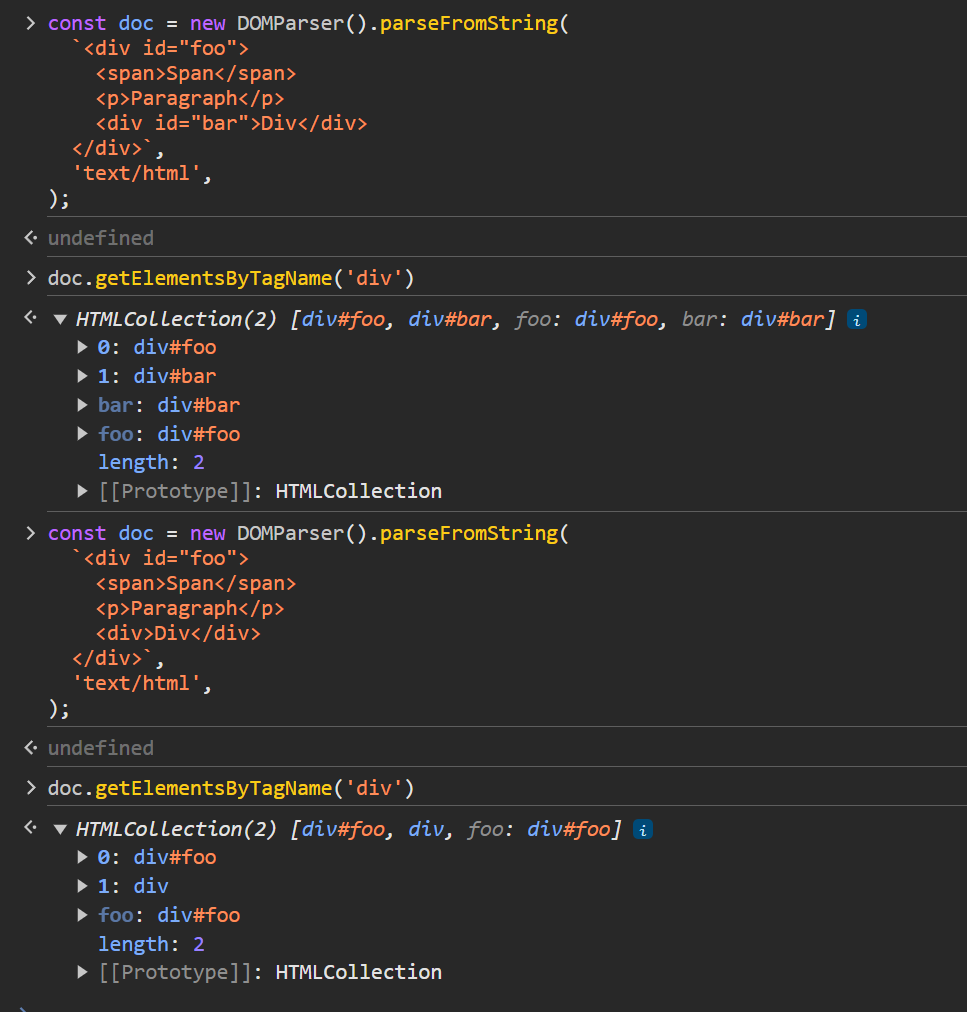 > const doc = new DOMParser().parseFromString(
`<div id="foo">
<span>Span</span>
<p>Paragraph</p>
<div id="bar">Div</div>
</div>`,
'text/html',
);
undefined
> doc.getElementsByTagName('div')
▼ HTMLCollection(2) [div#foo, div#bar, foo: div#foo, bar: div#bar] i
▶ 0: div#foo
▶ 1: div#bar
▶ bar: div#bar
▶ foo: div#foo
length: 2
▶ [[Prototype]]: HTMLCollection
> const doc = new DOMParser().parseFromString(
`<div id="foo">
<span>Span</span>
<p>Paragraph</p>
<div>Div</div>
</div>`,
'text/html',
);
undefined
> doc.getElementsByTagName('div')
▼ HTMLCollection(2) [div#foo, div, foo: div#foo] i
▶ 0: div#foo
▶ 1: div
▶ foo: div#foo
length: 2
▶ [[Prototype]]: HTMLCollection